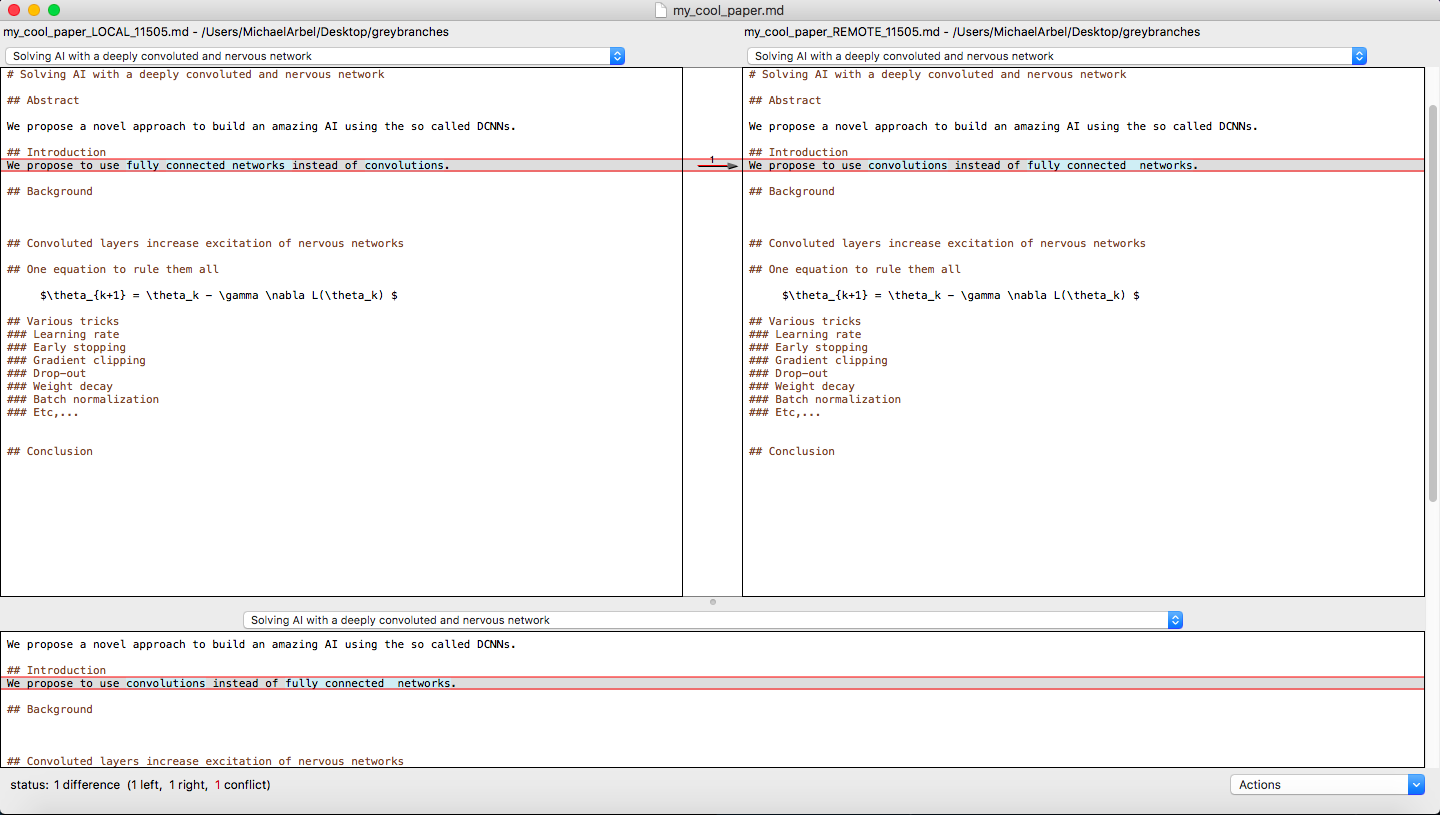 my_cool_paper.md
my_cool_paper_LOCAL_11505.md - /Users/MichaelArbel/Desktop/greybranches
Solving AI with a deeply convoluted and nervous network
# Solving AI with a deeply convoluted and nervous network
## Abstract
We propose a novel approach to build an amazing AI using the so called DCNNs.
## Introduction
We propose to use fully connected networks instead of convolutions.
## Background
## Convoluted layers increase excitation of nervous networks
## One equation to rule them all
$\theta_{k+1} = \theta_k - \gamma \nabla L(\theta_k) $
## Various tricks
### Learning rate
### Early stopping
### Gradient clipping
### Drop-out
### Weight decay
### Batch normalization
### Etc,...
## Conclusion
1
my_cool_paper_REMOTE_11505.md - /Users/MichaelArbel/Desktop/greybranches
Solving AI with a deeply convoluted and nervous network
# Solving AI with a deeply convoluted and nervous network
## Abstract
We propose a novel approach to build an amazing AI using the so called DCNNs.
## Introduction
We propose to use convolutions instead of fully connected  networks.
## Background
## Convoluted layers increase excitation of nervous networks
## One equation to rule them all
$\theta_{k+1} = \theta_k - \gamma \nabla L(\theta_k) $
## Various tricks
### Learning rate
### Early stopping
### Gradient clipping
### Drop-out
### Weight decay
### Batch normalization
### Etc,...
## Conclusion
Solving AI with a deeply convoluted and nervous network
We propose a novel approach to build an amazing AI using the so called DCNNs.
## Introduction
We propose to use convolutions instead of fully connected  networks.
## Background
## Convoluted layers increase excitation of nervous networks
status: 1 difference  (1 left,  1 right,  1 conflict)
Actions